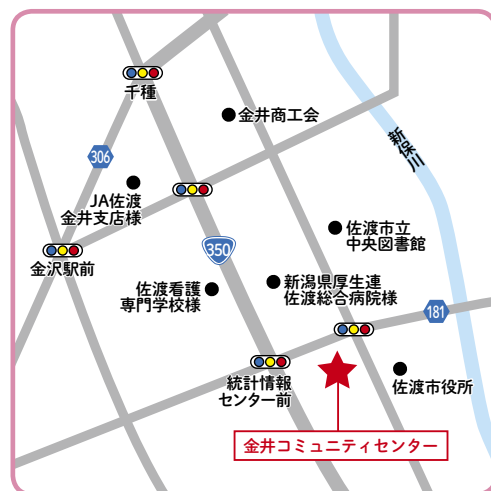 千種
金井商工会
新保川
306
JA佐渡
金井支店様
金沢駅前
350
佐渡市立
中央図書館
佐渡看護
専門学校様
新潟県厚生連
佐渡総合病院様
181
統計情報
センター前
佐渡市役所
金井コミュニティセンター